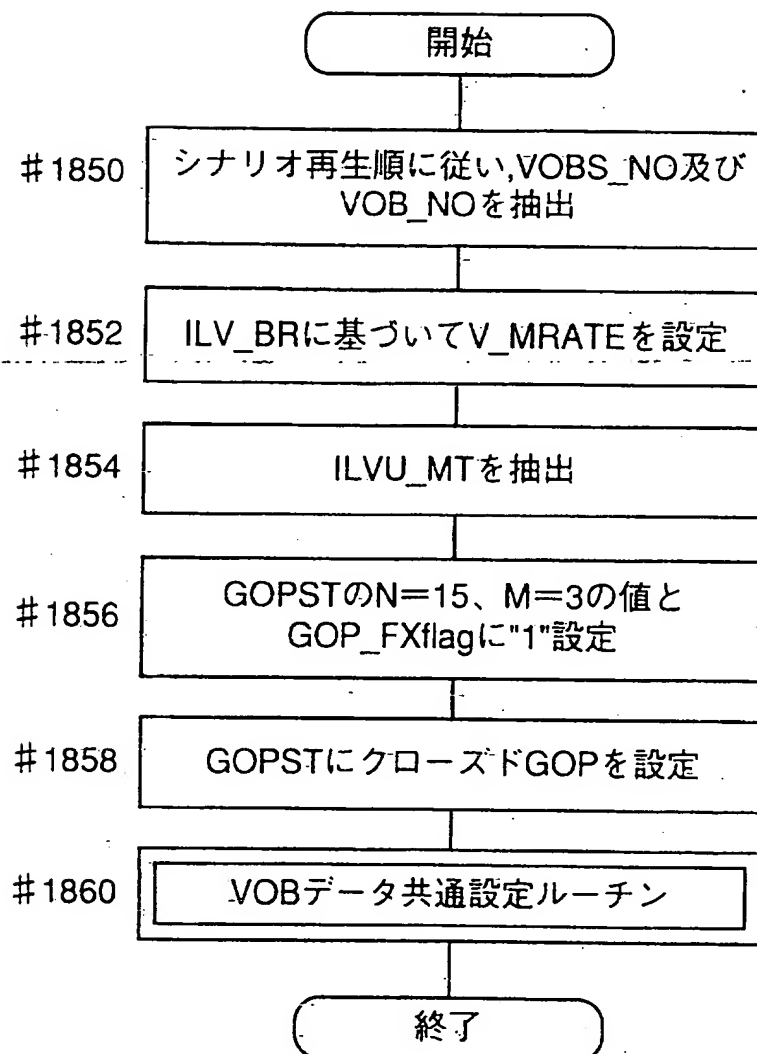 開始
#1850
シナリオ再生順に従い,VOBS_NO及び
VOB_NOを抽出
#1852
ILV_BRに基づいてV_MRATEを設定
#1854
ILVU_MTを抽出
#1856
GOPSTのN=15、M=3の値と
GOP_FXflagに"1"設定
#1858
GOPSTにクローズドGOPを設定
#1860
VOBデータ共通設定ルーチン
終了